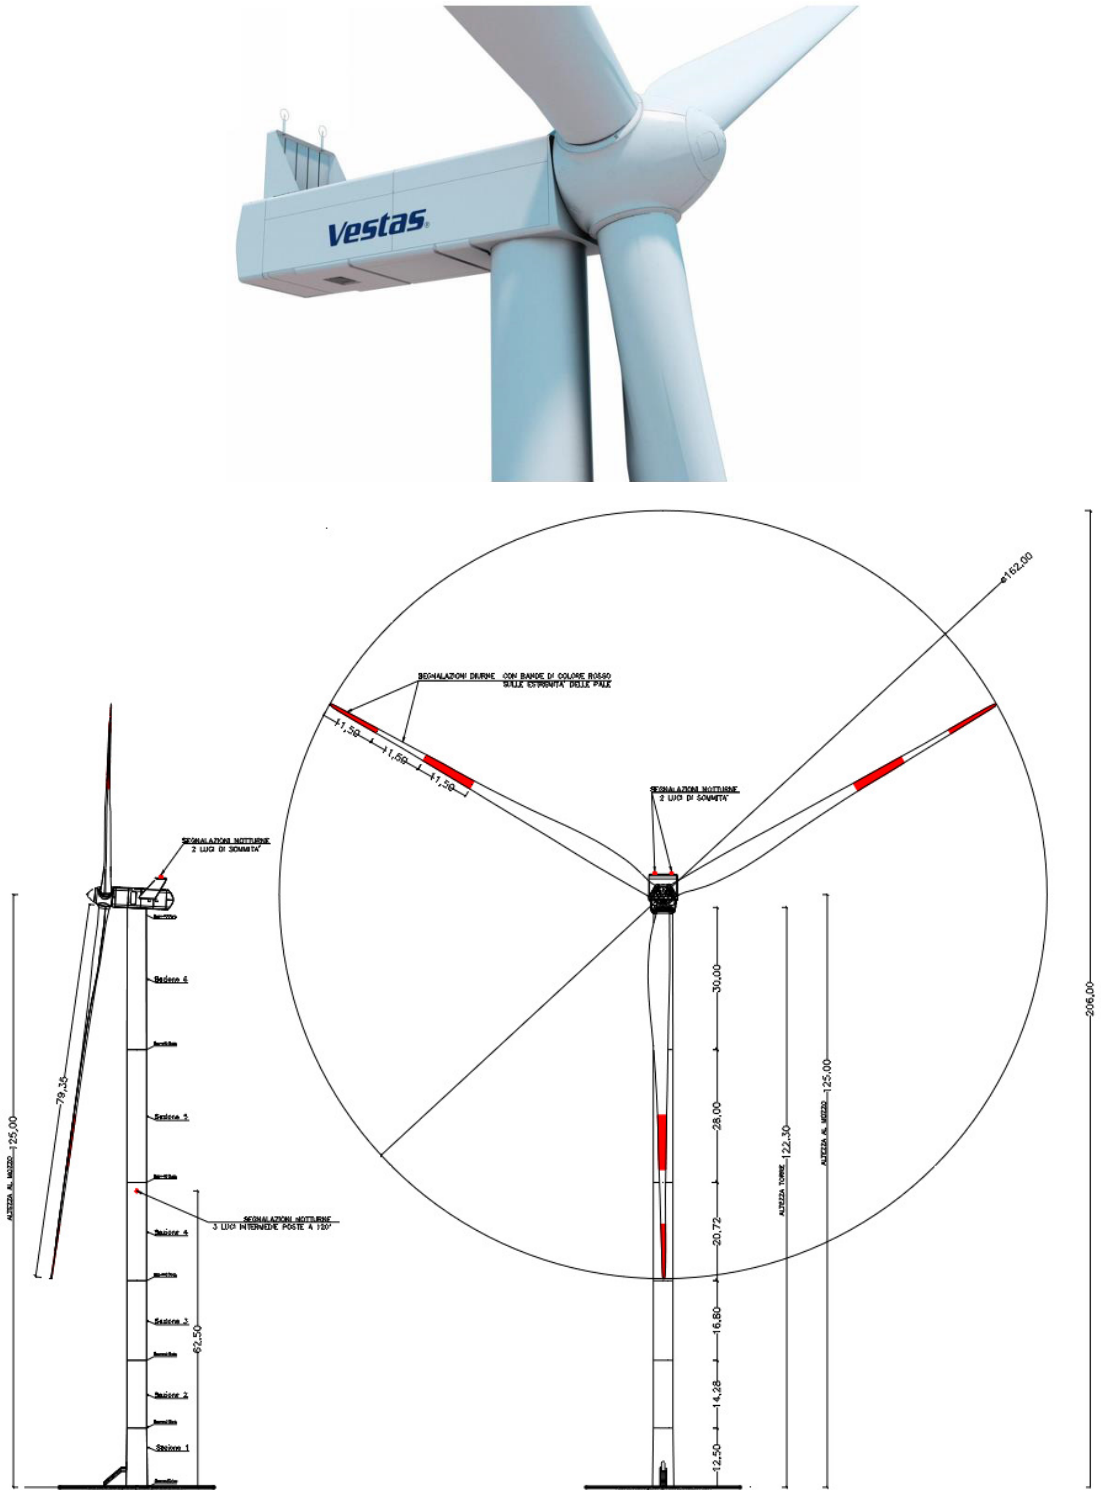 Vestas®
ø162,00
SEGNALAZIONI DIURNE CON BANDE DI COLORE ROSSO
SULLE ESTREMITA' DELLE PALE
11,50
11,50
11,50
SEGNALAZIONI NOTTURNE
2 LUCI DI SOMMITA'
SEGNALAZIONI NOTTURNE
2 LUCI DI SOMMITA'
Sezione 6
30,00
206,00
79,35
Sezione 5
28,00
ALTEZZA AL MOZZO 125,00
ALTEZZA TORRE 122,30
ALTEZZA AL MOZZO 125,00
SEGNALAZIONI NOTTURNE
3 LUCI INTERMEDIE POSTE A 120°
Sezione 4
20,72
Sezione 3
62,50
16,80
Sezione 2
14,28
Sezione 1
12,50